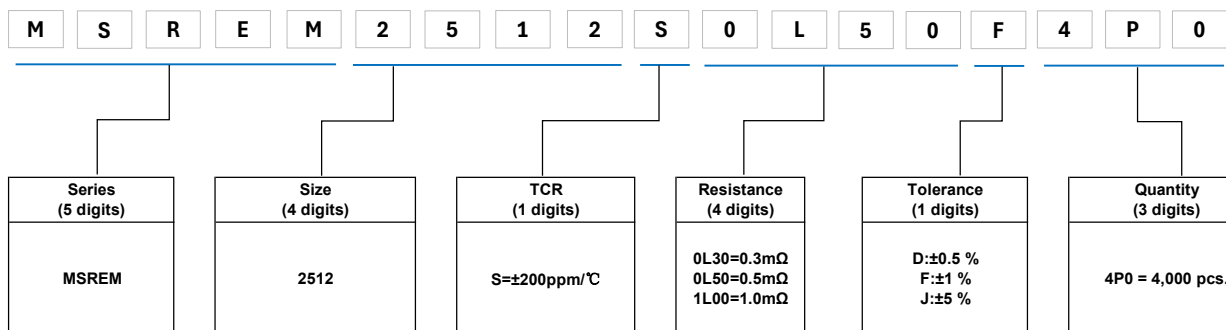 M S R E M 2 5 1 2 S 0 L 5 0 F 4 P 0
Series
(5 digits)
MSREM
Size
(4 digits)
2512
TCR
(1 digits)
S=±200ppm/℃
Resistance
(4 digits)
0L30=0.3mΩ
0L50=0.5mΩ
1L00=1.0mΩ
Tolerance
(1 digits)
D:±0.5 %
F:±1 %
J:±5 %
Quantity
(3 digits)
4P0 = 4,000 pcs.